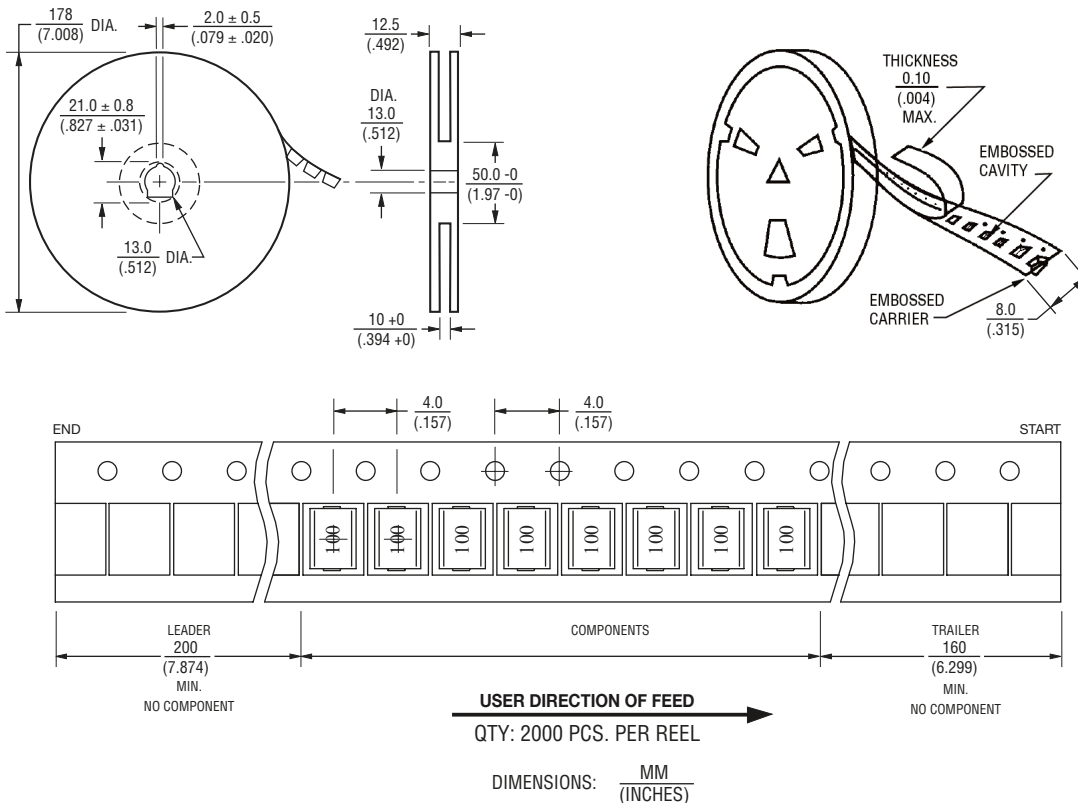 178
(7.008)
DIA.
2.0 ± 0.5
(.079 ± .020)
21.0 ± 0.8
(.827 ± .031)
13.0
(.512)
DIA.
12.5
(.492)
DIA.
13.0
(.512)
50.0 -0
(1.97 -0)
10 +0
(.394 +0)
THICKNESS
0.10
(.004)
MAX.
EMBOSSED
CAVITY
EMBOSSED
CARRIER
8.0
(.315)
4.0
(.157)
4.0
(.157)
END
START
100
100
100
100
100
100
100
100
LEADER
200
(7.874)
MIN.
NO COMPONENT
COMPONENTS
TRAILER
160
(6.299)
MIN.
NO COMPONENT
USER DIRECTION OF FEED
QTY: 2000 PCS. PER REEL
DIMENSIONS:
MM
(INCHES)